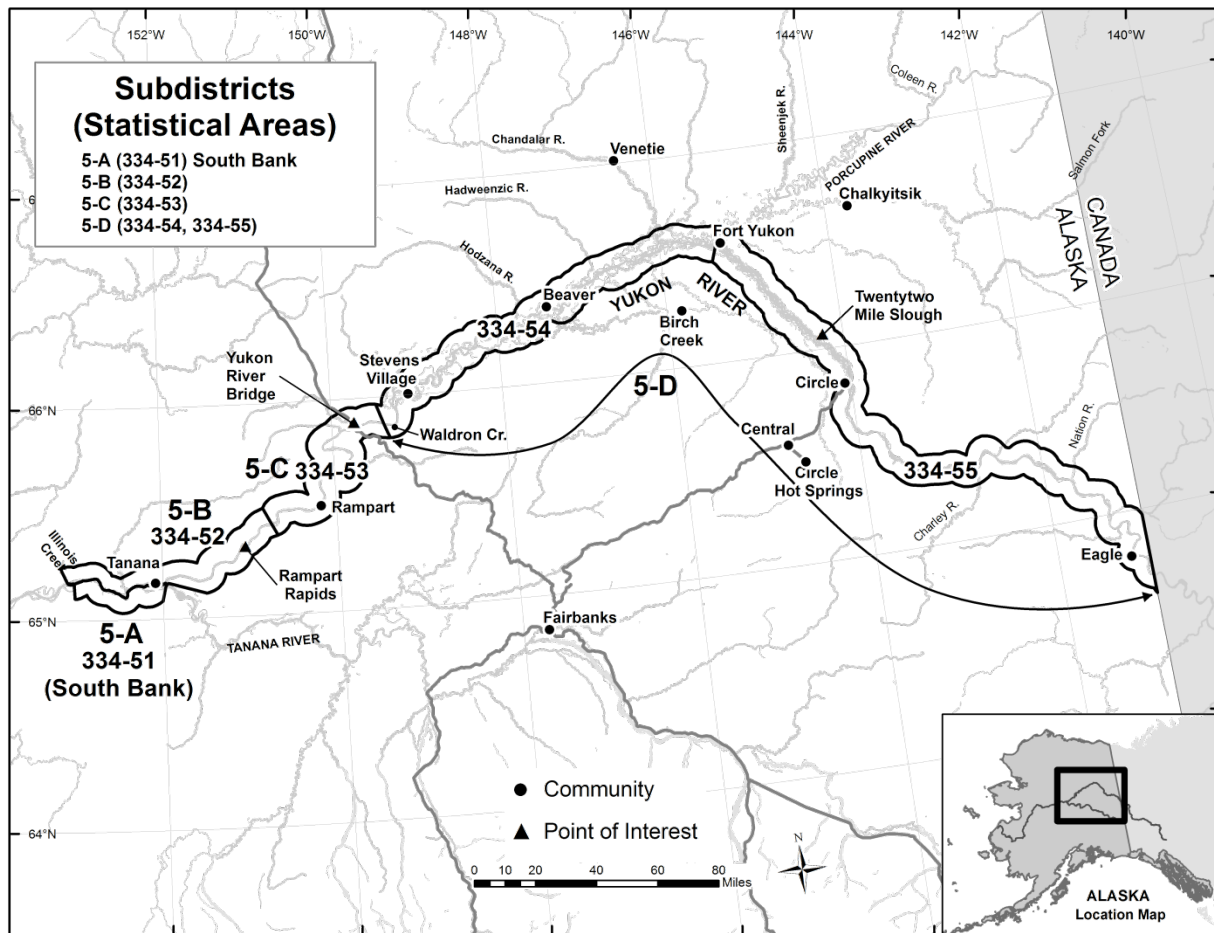 152°W
150°W
148°W
146°W
144°W
142°W
140°W
Subdistricts
(Statistical Areas)
5-A (334-51) South Bank
5-B (334-52)
5-C (334-53)
5-D (334-54, 334-55)
Coleen R.
Sheenjek R.
Chandalar R.
Venetie
PORCUPINE RIVER
Salmon Fork
Hadweenzic R.
Chalkyitsik
CANADA
ALASKA
Fort Yukon
Hodzana R.
Beaver
YUKON RIVER
Twentytwo
Mile Slough
334-54
Birch
Creek
Stevens
Village
Yukon
River
Bridge
5-D
Circle
66°N
Waldron Cr.
Central
Nation R.
5-C
334-53
Circle
Hot Springs
334-55
5-B
334-52
Rampart
Charley R.
Illinois
Creek
Tanana
Rampart
Rapids
Eagle
65°N
5-A
334-51
(South Bank)
TANANA RIVER
Fairbanks
64°N
Community
Point of Interest
N
0 10 20 40 60 80
Miles
ALASKA
Location Map